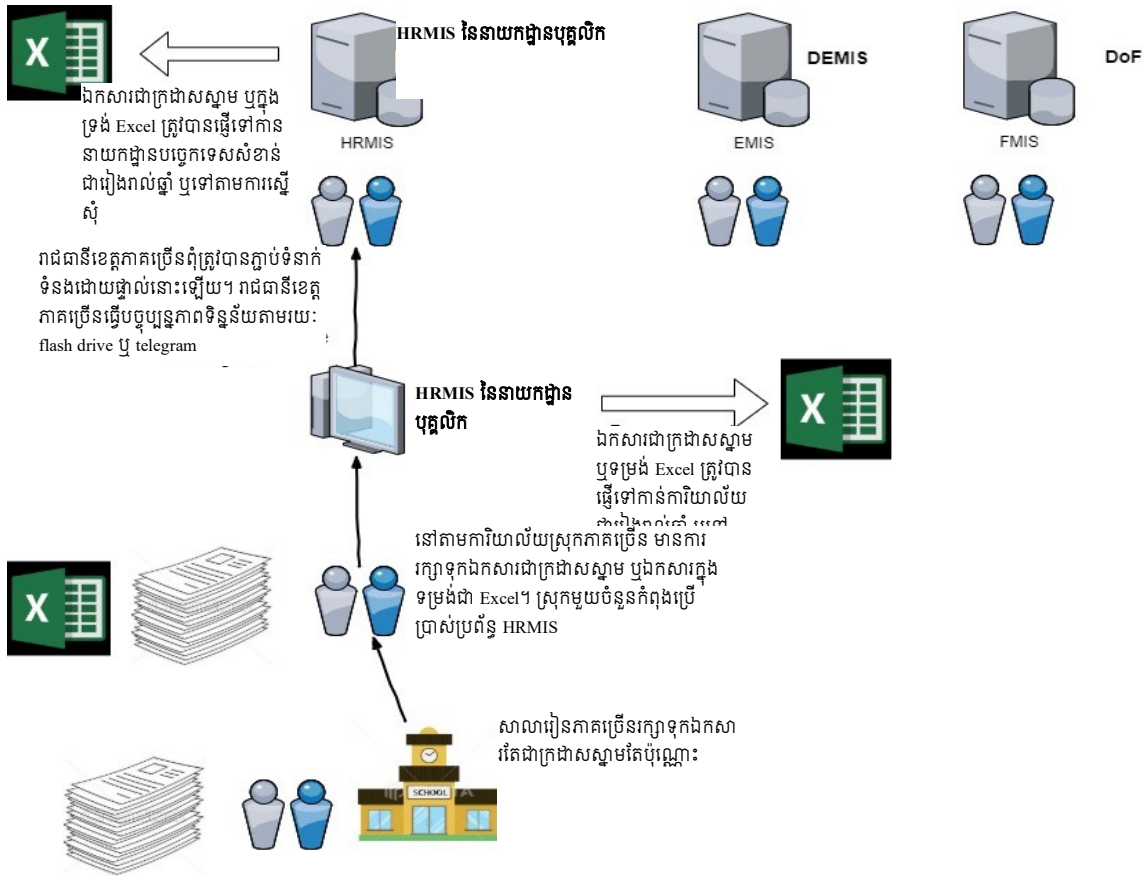 HRMIS នៃនាយកដ្ឋានបុគ្គលិក
DEMIS
DoF
X
ឯកសារជាក្រដាសស្នាម ឬក្នុង
ទ្រង់ Excel ត្រូវបានផ្ញើទៅកាន
នាយកដ្ឋានបច្ចេកទេសសំខាន់
ជារៀងរាល់ឆ្នាំ ឬទៅតាមការស្នើ
សុំ
HRMIS
EMIS
FMIS
រាជធានីខេត្តភាគច្រើនពុំត្រូវបានភ្ជាប់ទំនាក់
ទំនងដោយផ្ទាល់នោះឡើយ។ រាជធានីខេត្ត
ភាគច្រើនធ្វើបច្ចុប្បន្នភាពទិន្នន័យតាមរយៈ
flash drive ឬ telegram
HRMIS នៃនាយកដ្ឋាន
បុគ្គលិក
X
ឯកសារជាក្រដាសស្នាម
ឬទម្រង់ Excel ត្រូវបាន
ផ្ញើទៅកាន់ការិយាល័យ
នៅតាមការិយាល័យស្រុកភាគច្រើន មានការ
រក្សាទុកឯកសារជាក្រដាសស្នាម ឬឯកសារក្នុង
ទម្រង់ជា Excel។ ស្រុកមួយចំនួនកំពុងប្រើ
ប្រាស់ប្រព័ន្ធ HRMIS
X
សាលារៀនភាគច្រើនរក្សាទុកឯកសា
រតែជាក្រដាសស្នាមតែប៉ុណ្ណោះ
SCHOOL